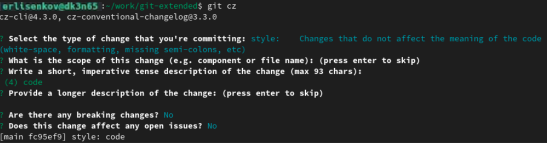 erlisenkov@dk3n65:~/work/git-extended$ git cz
cz-cli@4.3.0, cz-conventional-changelog@3.3.0
? Select the type of change that you're committing: style:    Changes that do not affect the meaning of the code
(white-space, formatting, missing semi-colons, etc)
? What is the scope of this change (e.g. component or file name): (press enter to skip)
? Write a short, imperative tense description of the change (max 93 chars):
(4) code
? Provide a longer description of the change: (press enter to skip)
? Are there any breaking changes? No
? Does this change affect any open issues? No
[main fc95ef9] style: code